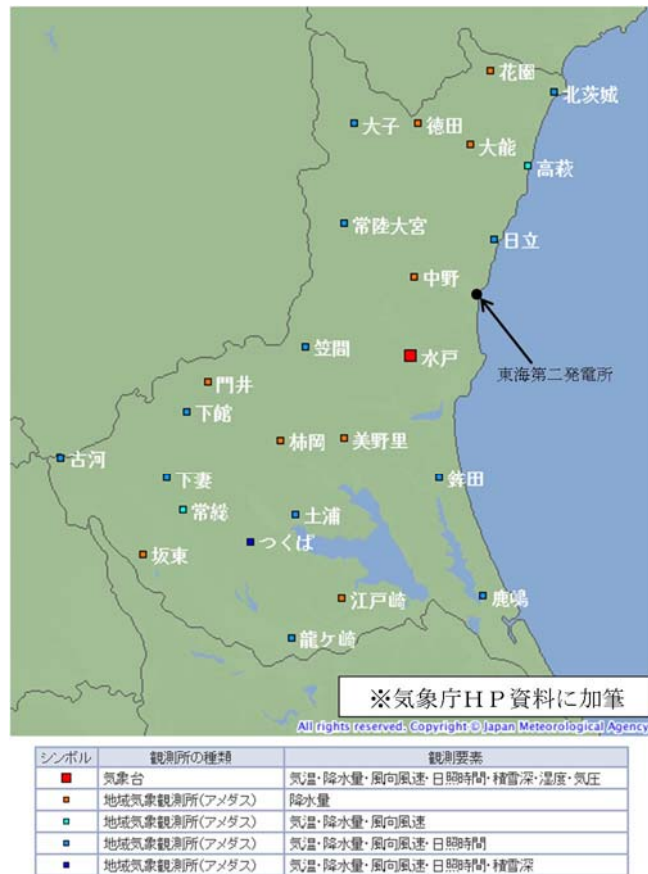 花園
北茨城
大子
徳田
大能
高萩
常陸大宮
日立
中野
笠間
水戸
東海第二発電所
門井
下館
柿岡
美野里
古河
下妻
鉾田
常総
土浦
つくば
坂東
江戸崎
鹿嶋
龍ケ崎
※気象庁ＨＰ資料に加筆
All rights reserved. Copyright © Japan Meteorological Agency
シンボル 観測所の種類 観測要素
気象台 気温・降水量・風向風速・日照時間・積雪深・湿度・気圧
地域気象観測所(アメダス) 降水量
地域気象観測所(アメダス) 気温・降水量・風向風速
地域気象観測所(アメダス) 気温・降水量・風向風速・日照時間
地域気象観測所(アメダス) 気温・降水量・風向風速・日照時間・積雪深